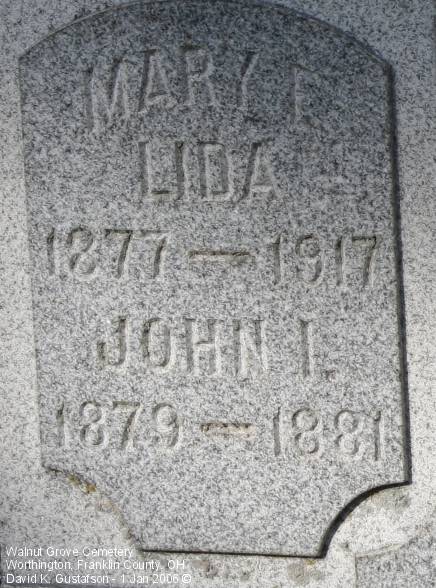 MARY E.
LIDA
1877 — 1917
JOHN I.
1879 — 1881
Walnut Grove Cemetery
Worthington, Franklin County, OH
David K. Gustafson - 1 Jan 2006 ©